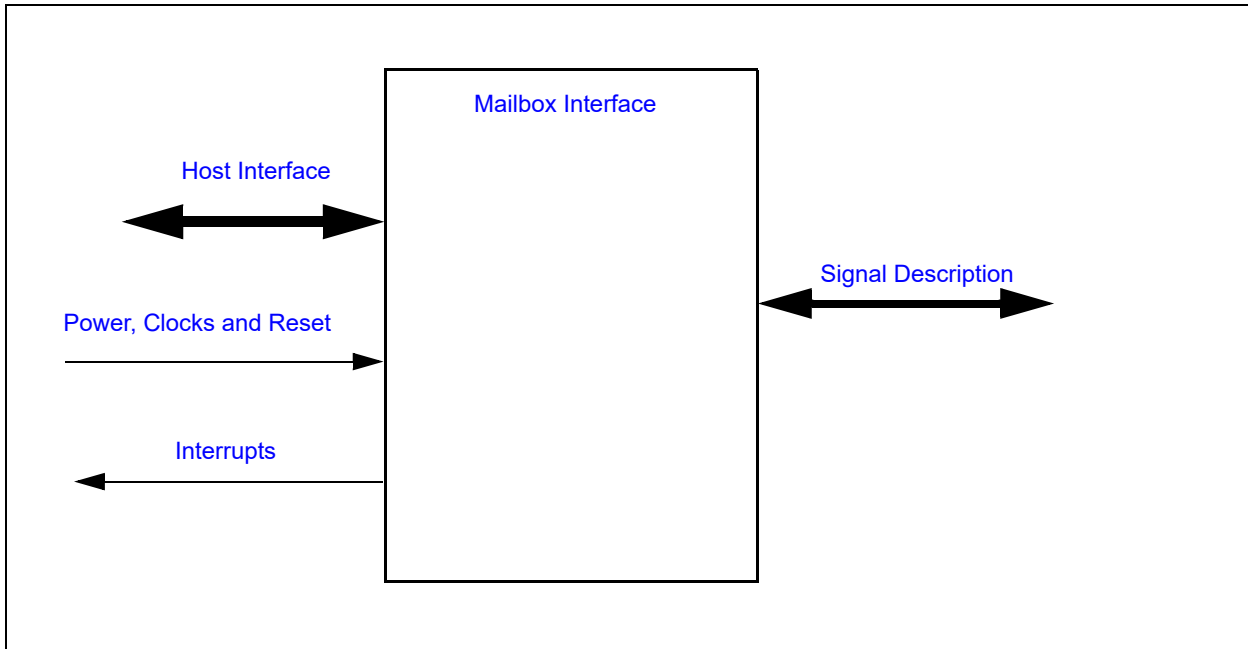 Mailbox Interface
Host Interface
Signal Description
Power, Clocks and Reset
Interrupts